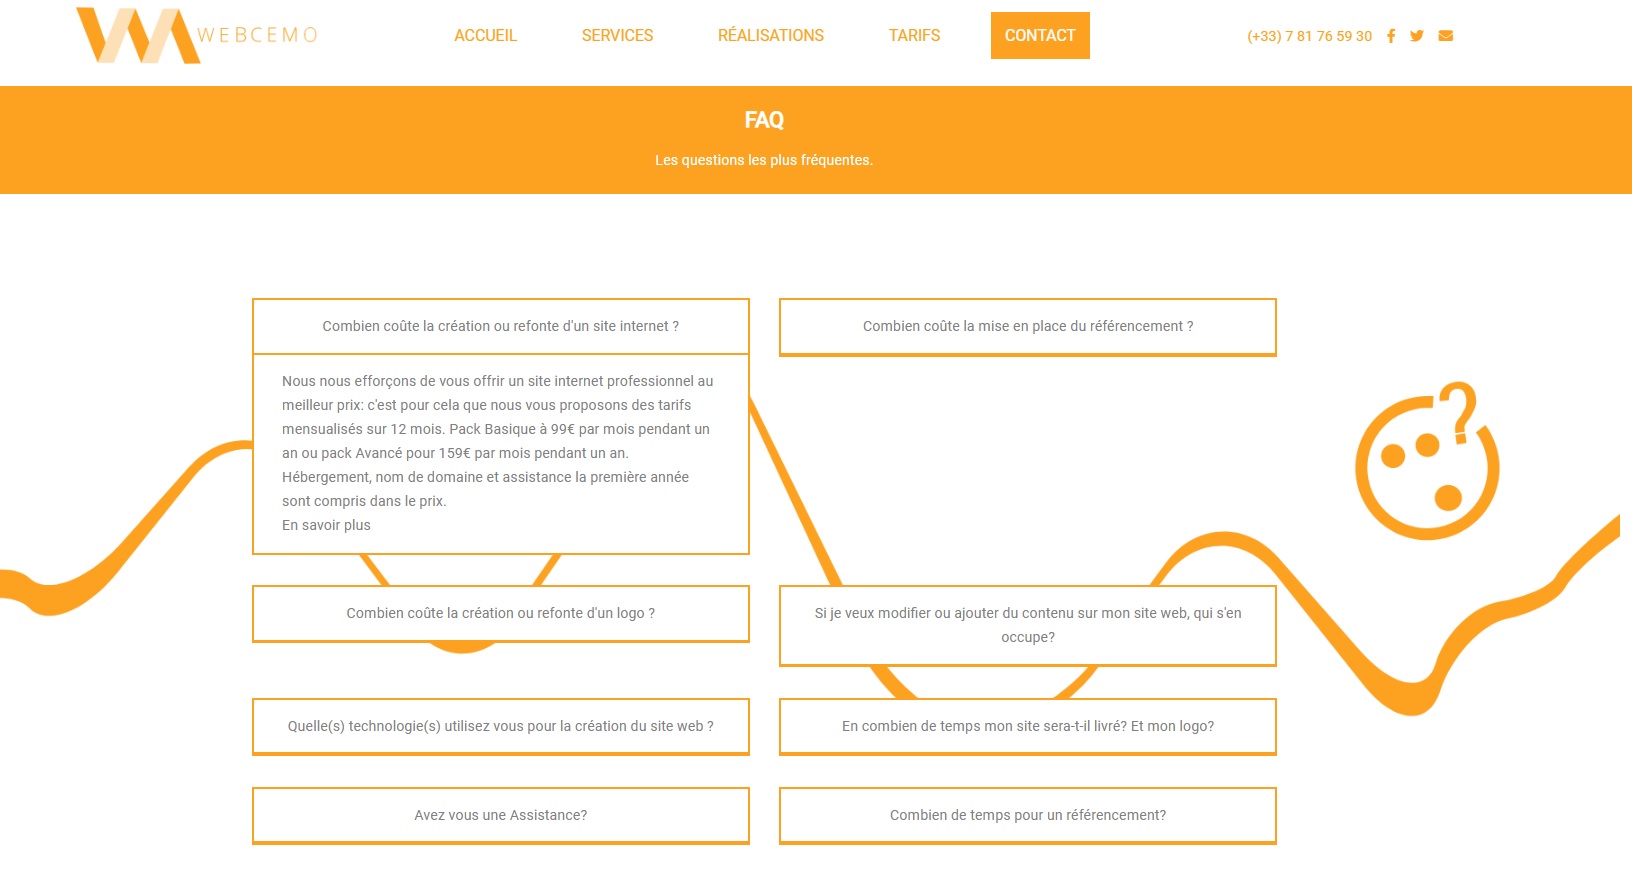 WEBCEMO
ACCUEIL
SERVICES
RÉALISATIONS
TARIFS
CONTACT
(+33) 7 81 76 59 30
FAQ
Les questions les plus fréquentes.
Combien coûte la création ou refonte d'un site internet ?
Nous nous efforçons de vous offrir un site internet professionnel au
meilleur prix: c'est pour cela que nous vous proposons des tarifs
mensualisés sur 12 mois. Pack Basique à 99€ par mois pendant un
an ou pack Avancé pour 159€ par mois pendant un an.
Hébergement, nom de domaine et assistance la première année
sont compris dans le prix.
En savoir plus
Combien coûte la mise en place du référencement ?
?
Combien coûte la création ou refonte d'un logo ?
Si je veux modifier ou ajouter du contenu sur mon site web, qui s'en
occupe?
Quelle(s) technologie(s) utilisez vous pour la création du site web ?
En combien de temps mon site sera-t-il livré? Et mon logo?
Avez vous une Assistance?
Combien de temps pour un référencement?